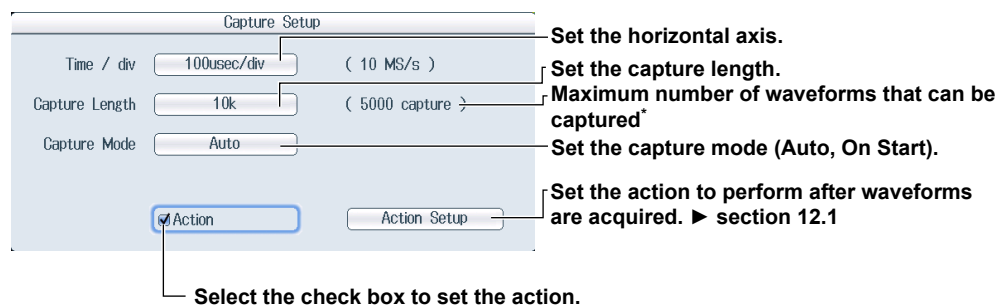 Capture Setup
Time / div 100usec/div ( 10 MS/s )
Set the horizontal axis.
Capture Length 10k ( 5000 capture )
Set the capture length.
Maximum number of waveforms that can be
captured*
Capture Mode Auto
Set the capture mode (Auto, On Start).
Action Action Setup
Set the action to perform after waveforms
are acquired. ► section 12.1
Select the check box to set the action.